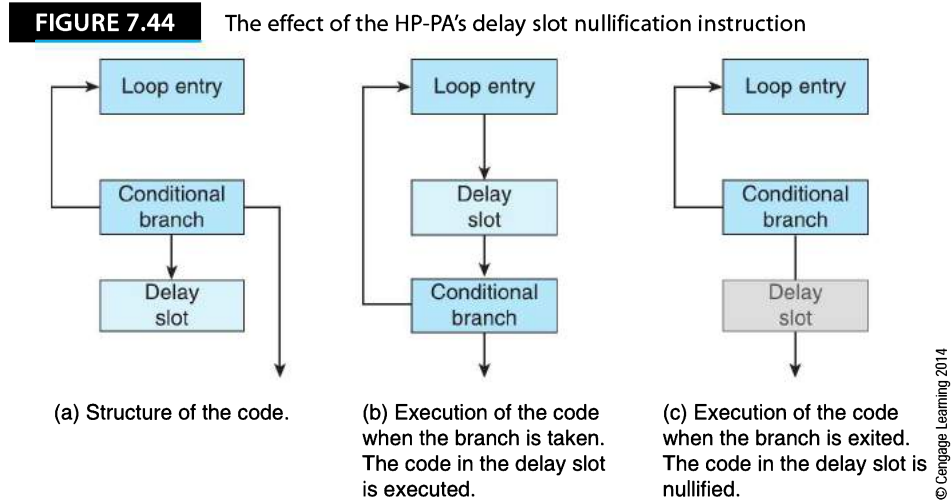 FIGURE 7.44 The effect of the HP-PA's delay slot nullification instruction
Loop entry
Conditional
branch
Delay
slot
(a) Structure of the code.
Loop entry
Delay
slot
Conditional
branch
(b) Execution of the code
when the branch is taken.
The code in the delay slot
is executed.
Loop entry
Conditional
branch
Delay
slot
(c) Execution of the code
when the branch is exited.
The code in the delay slot is
nullified.
© Cengage Learning 2014